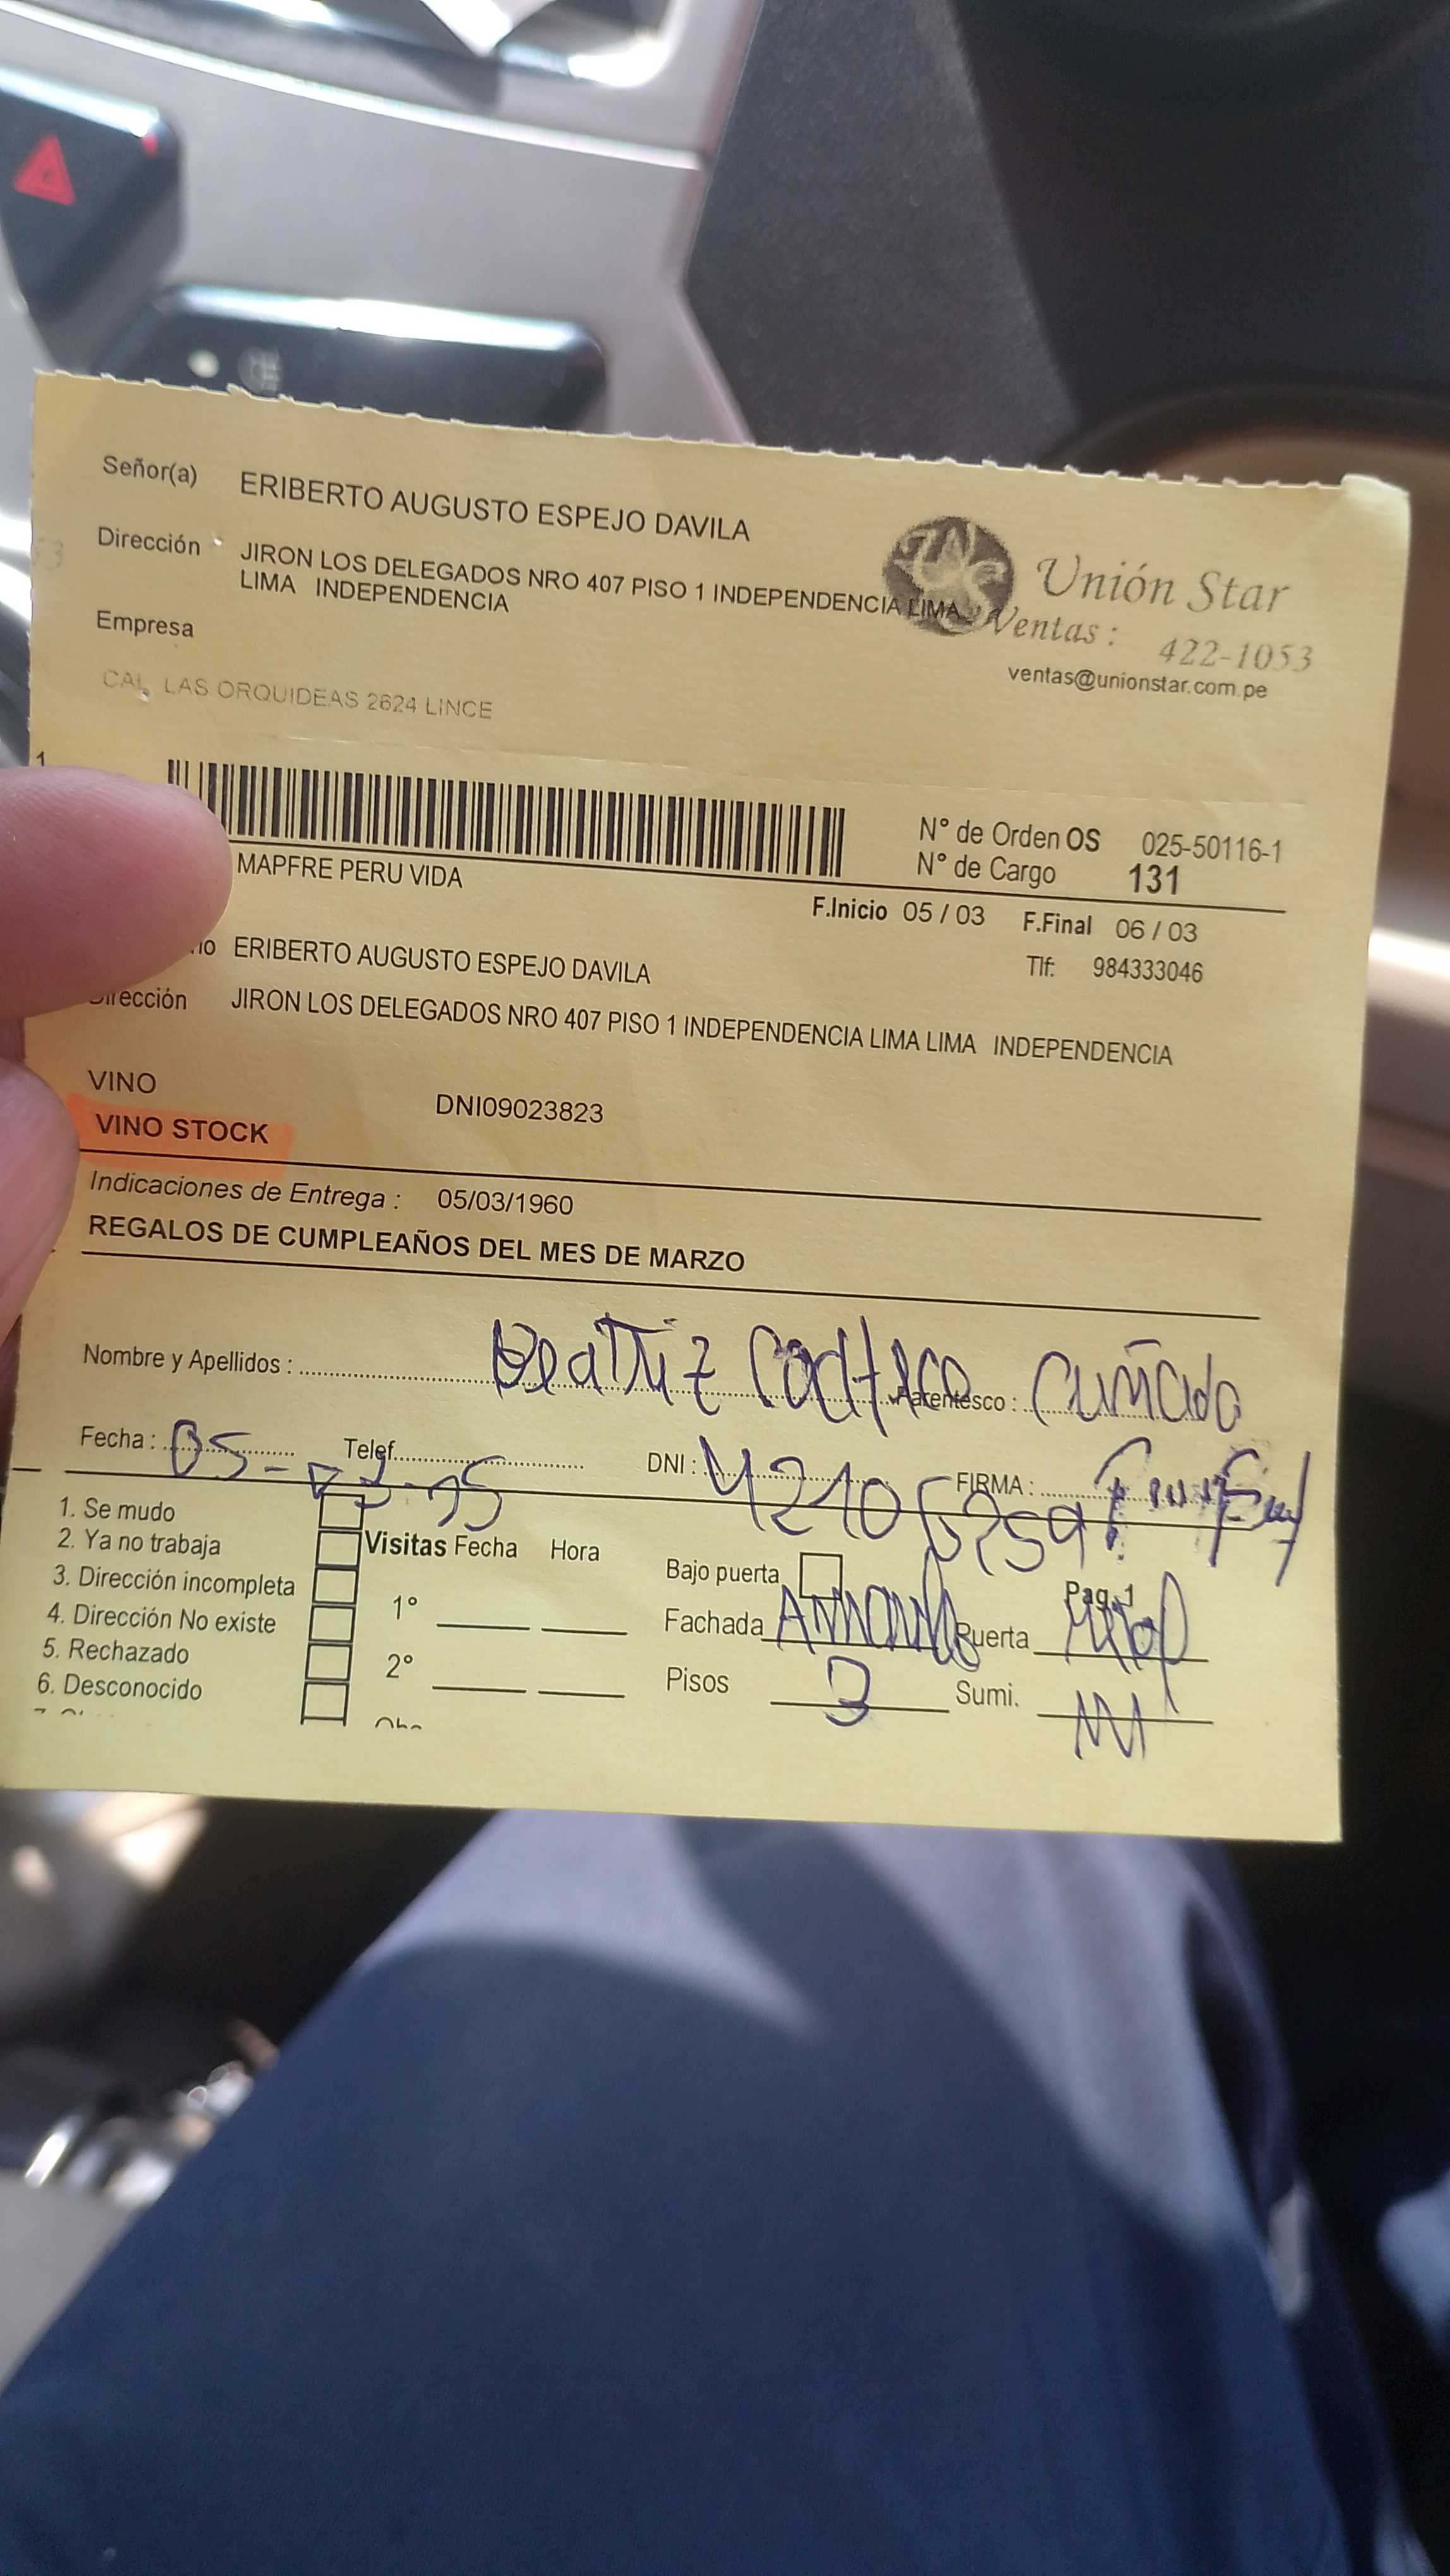 Señor(a) ERIBERTO AUGUSTO ESPEJO DAVILA
Dirección JIRON LOS DELEGADOS NRO 407 PISO 1 INDEPENDENCIA LIMA
LIMA INDEPENDENCIA
Empresa
Unión Star
Ventas : 422-1053
ventas@unionstar.com.pe
CAL LAS ORQUIDEAS 2624 LINCE
1
N° de Orden OS 025-50116-1
N° de Cargo 131
MAPFRE PERU VIDA
F.Inicio 05 / 03 F.Final 06 / 03
ERIBERTO AUGUSTO ESPEJO DAVILA
Tlf: 984333046
Dirección JIRON LOS DELEGADOS NRO 407 PISO 1 INDEPENDENCIA LIMA LIMA INDEPENDENCIA
VINO
DNI09023823
VINO STOCK
Indicaciones de Entrega : 05/03/1960
REGALOS DE CUMPLEAÑOS DEL MES DE MARZO
Nombre y Apellidos : Beatriz Parentesco : Cuñada
Fecha : 05- Telef. DNI : FIRMA :
1. Se mudo
2. Ya no trabaja
3. Dirección incompleta
4. Dirección No existe
5. Rechazado
6. Desconocido
Visitas Fecha Hora
1°
2°
Bajo puerta
Pag. 1
Fachada Puerta
Pisos 3 Sumi.